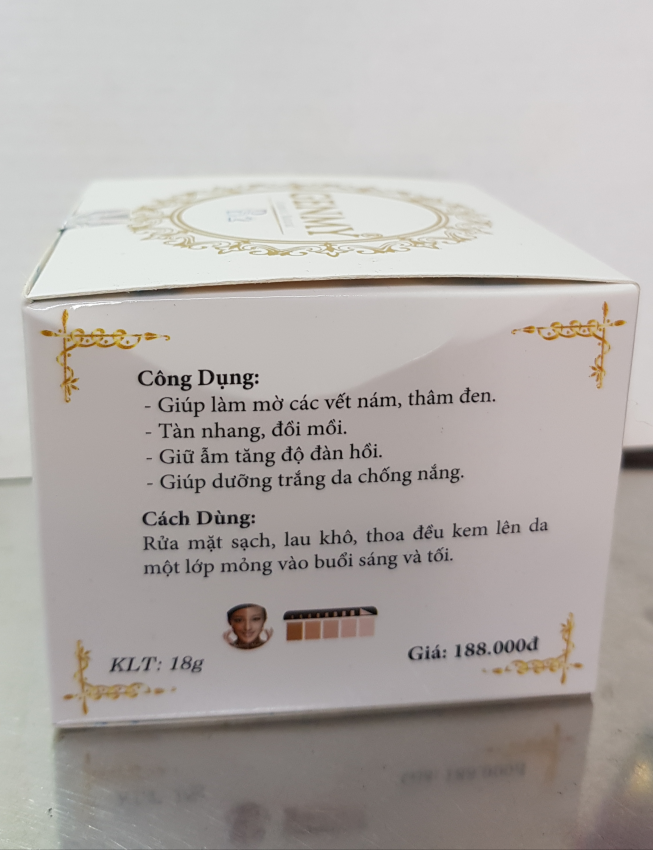 GENMY
Công Dụng:
- Giúp làm mờ các vết nám, thâm đen.
- Tàn nhang, đồi mồi.
- Giữ ẩm tăng độ đàn hồi.
- Giúp dưỡng trắng da chống nắng.
Cách Dùng:
Rửa mặt sạch, lau khô, thoa đều kem lên da
một lớp mỏng vào buổi sáng và tối.
KLT: 18g
Giá: 188.000đ